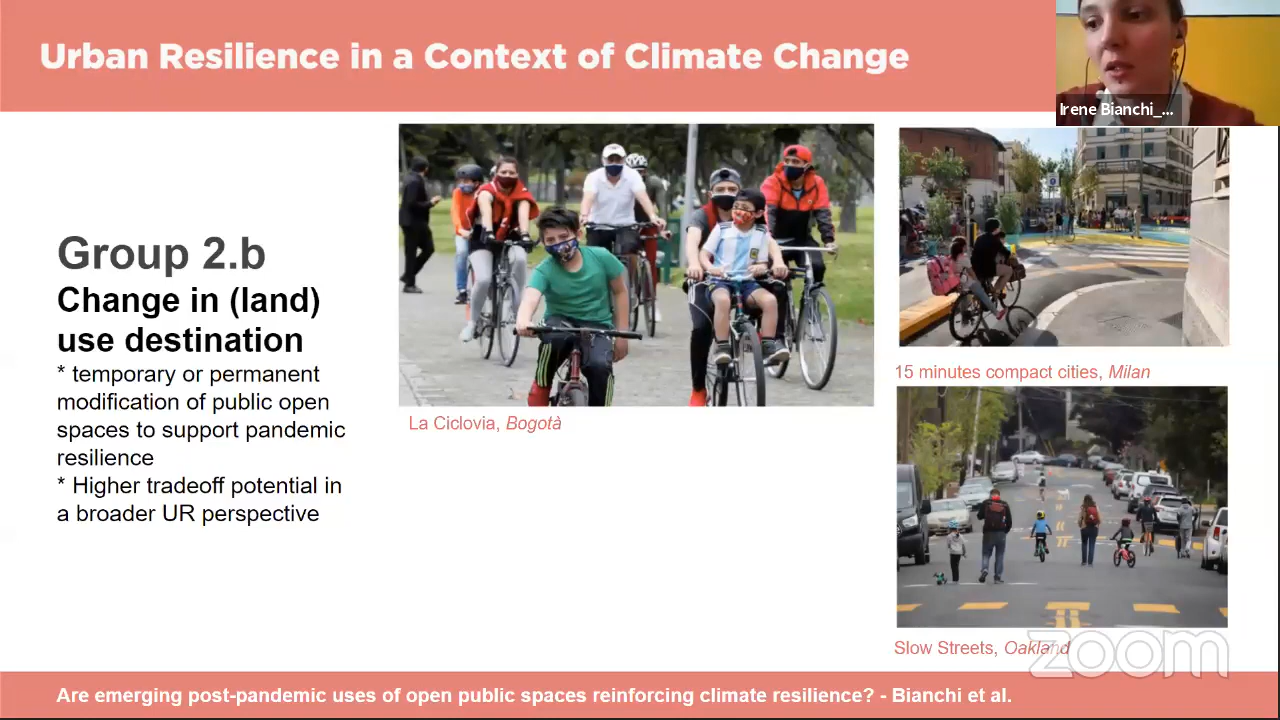 Urban Resilience in a Context of Climate Change
Irene Bianchi_...
Group 2.b
Change in (land)
use destination
* temporary or permanent
modification of public open
spaces to support pandemic
resilience
* Higher tradeoff potential in
a broader UR perspective
La Ciclovia, Bogotà
15 minutes compact cities, Milan
Slow Streets, Oakland
zoom
Are emerging post-pandemic uses of open public spaces reinforcing climate resilience? - Bianchi et al.